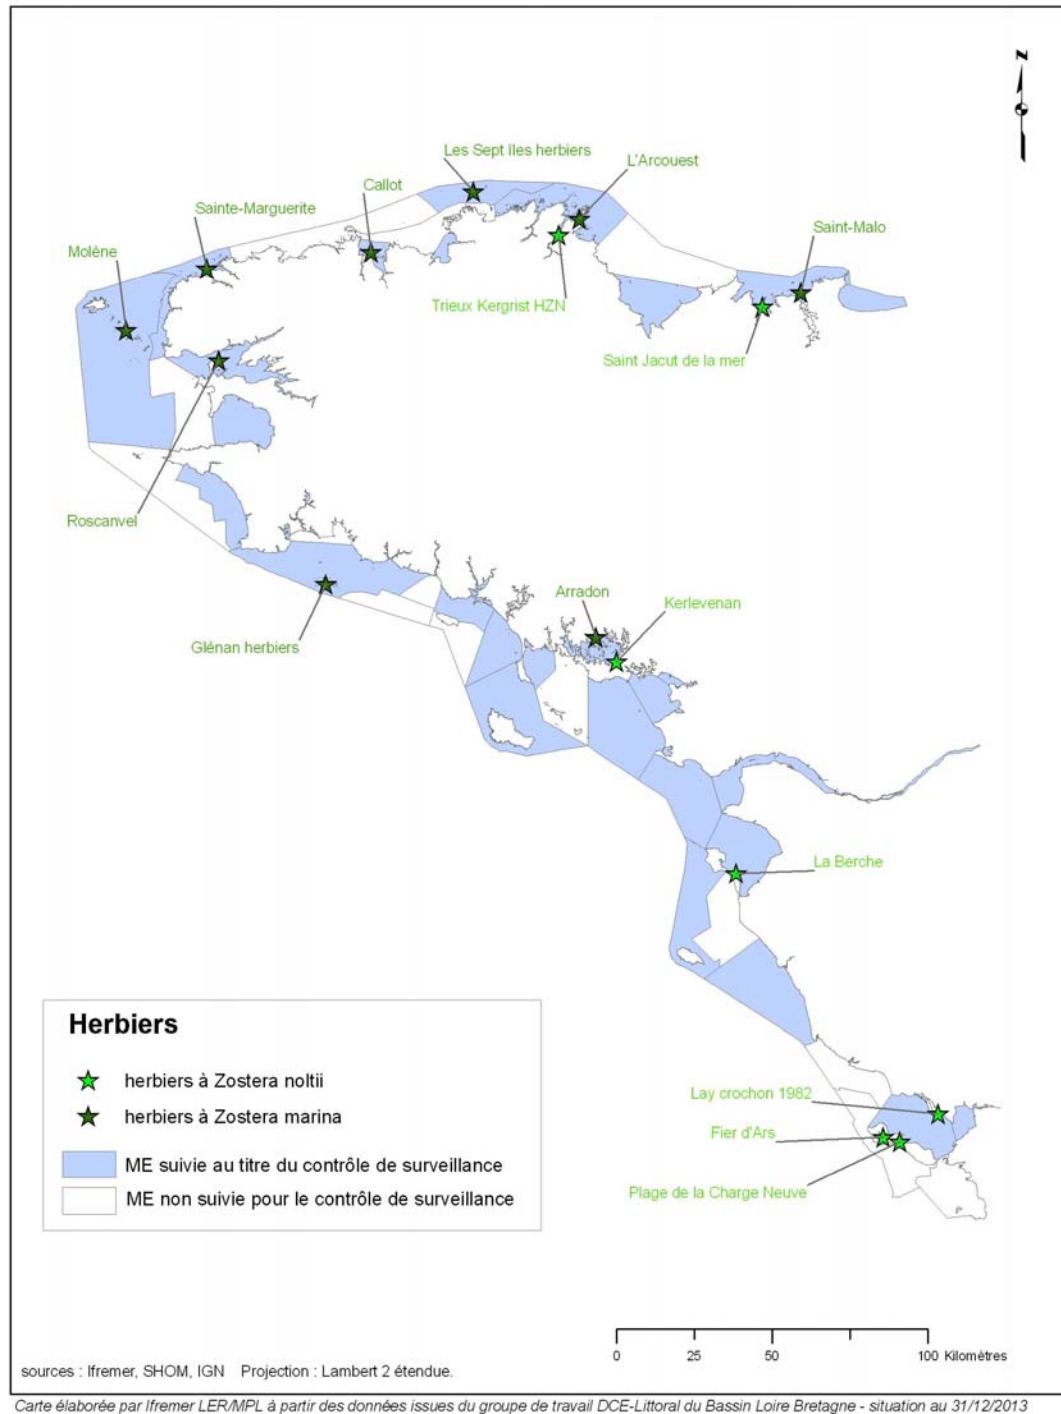 N
Les Sept îles herbiers
L'Arcouest
Callot
Sainte-Marguerite
Saint-Malo
Molène
Trieux Kergrist HZN
Saint Jacut de la mer
Roscanvel
Arradon
Kerlevenan
Glénan herbiers
La Berche
Herbiers
herbiers à Zostera noltii
herbiers à Zostera marina
ME suivie au titre du contrôle de surveillance
ME non suivie pour le contrôle de surveillance
Lay crochon 1982
Fier d'Ars
Plage de la Charge Neuve
0 25 50 100 Kilomètres
sources : Ifremer, SHOM, IGN Projection : Lambert 2 étendue.
Carte élaborée par Ifremer LER/MPL à partir des données issues du groupe de travail DCE-Littoral du Bassin Loire Bretagne - situation au 31/12/2013